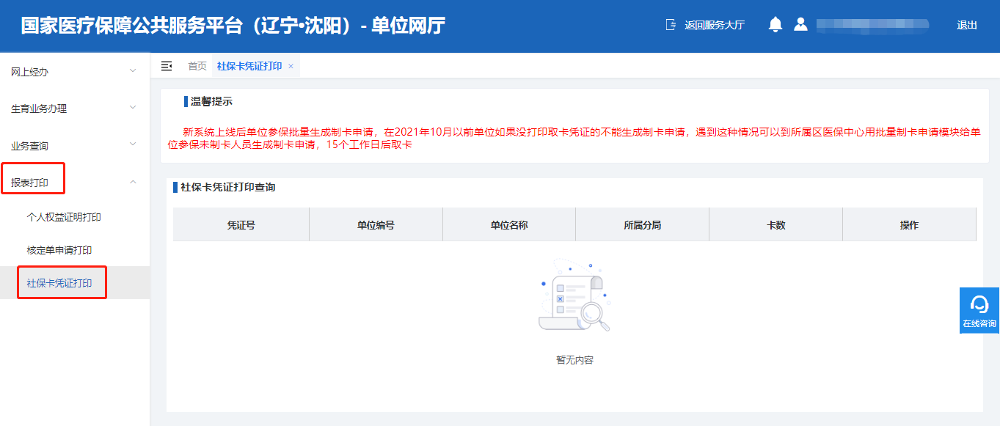 国家医疗保障公共服务平台（辽宁•沈阳）- 单位网厅
返回服务大厅
退出
网上经办
生育业务办理
业务查询
报表打印
个人权益证明打印
核定单申请打印
社保卡凭证打印
首页 社保卡凭证打印 ×
温馨提示
新系统上线后单位参保批量生成制卡申请，在2021年10月以前单位如果没打印取卡凭证的不能生成制卡申请，遇到这种情况可以到所属区医保中心用批量制卡申请模块给单
位参保未制卡人员生成制卡申请，15个工作日后取卡
社保卡凭证打印查询
凭证号 单位编号 单位名称 所属分局 卡数 操作
暂无内容
在线咨询